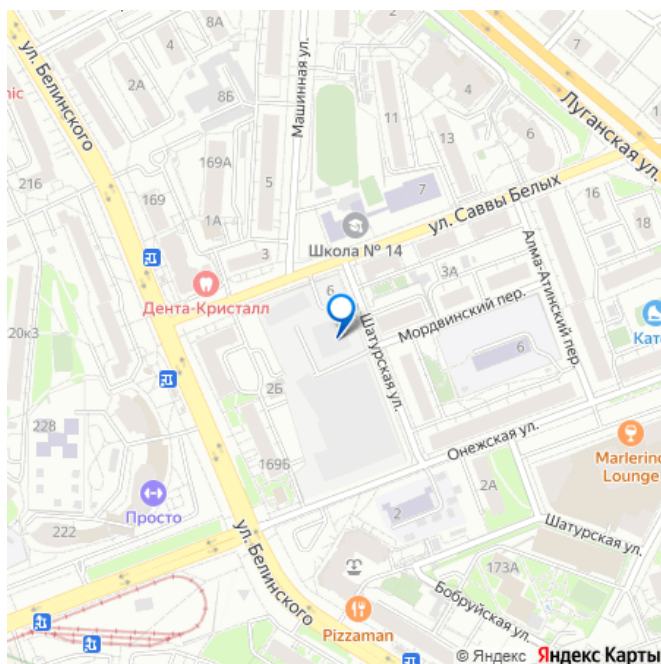 ул. Белинского
4
8А
2А
8Б
Машинная ул.
11
4
Луганская ул.
nic
169А
5
13
6
216
169
1А
7
ул. Саввы Белых
16
18
3
Школа № 14
Дента-Кристалл
6
3А
Мордвинский пер.
Алма-Атинский пер.
20к3
Шатурская ул.
6
Като
2Б
228
169Б
Онежская ул.
Marlerino
Lounge
Просто
222
2
2А
Шатурская ул.
ул. Белинского
173А
Бобруйская ул.
Pizzaman
© Яндекс Яндекс Карты